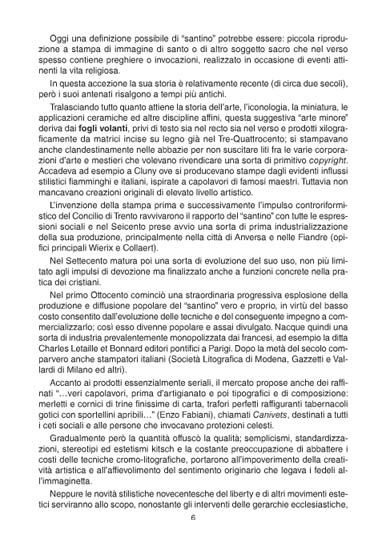 Oggi una definizione possibile di “santino” potrebbe essere: piccola riprodu-
zione a stampa di immagine di santo o di altro soggetto sacro che nel verso
spesso contiene preghiere o invocazioni, realizzato in occasione di eventi atti-
nenti la vita religiosa.
In questa accezione la sua storia è relativamente recente (di circa due secoli),
però i suoi antenati risalgono a tempi più antichi.
Tralasciando tutto quanto attiene la storia dell’arte, l’iconologia, la miniatura, le
applicazioni ceramiche ed altre discipline affini, questa suggestiva “arte minore”
deriva dai fogli volanti, privi di testo sia nel recto sia nel verso e prodotti xilogra-
ficamente da matrici incise su legno già nel Tre-Quattrocento; si stampavano
anche clandestinamente nelle abbazie per non suscitare liti fra le varie corpora-
zioni d’arte e mestieri che volevano rivendicare una sorta di primitivo copyright.
Accadeva ad esempio a Cluny ove si producevano stampe dagli evidenti influssi
stilistici fiamminghi e italiani, ispirate a capolavori di famosi maestri. Tuttavia non
mancavano creazioni originali di elevato livello artistico.
L’invenzione della stampa prima e successivamente l’impulso controriformi-
stico del Concilio di Trento ravvivarono il rapporto del “santino” con tutte le espres-
sioni sociali e nel Seicento prese avvio una sorta di prima industrializzazione
della sua produzione, principalmente nella città di Anversa e nelle Fiandre (opi-
fici principali Wierix e Collaert).
Nel Settecento matura poi una sorta di evoluzione del suo uso, non più limi-
tato agli impulsi di devozione ma finalizzato anche a funzioni concrete nella pra-
tica dei cristiani.
Nel primo Ottocento cominciò una straordinaria progressiva esplosione della
produzione e diffusione popolare del “santino” vero e proprio, in virtù del basso
costo consentito dall’evoluzione delle tecniche e del conseguente impegno a com-
mercializzarlo; così esso divenne popolare e assai divulgato. Nacque quindi una
sorta di industria prevalentemente monopolizzata dai francesi, ad esempio la ditta
Charles Letaille et Bonnard editori pontifici a Parigi. Dopo la metà del secolo com-
parvero anche stampatori italiani (Società Litografica di Modena, Gazzetti e Val-
lardi di Milano ed altri).
Accanto ai prodotti essenzialmente seriali, il mercato propose anche dei raffi-
nati “…veri capolavori, prima d’artigianato e poi tipografici e di composizione:
merletti e cornici di trine finissime di carta, trafori perfetti raffiguranti tabernacoli
gotici con sportellini apribili…” (Enzo Fabiani), chiamati Canivets, destinati a tutti
i ceti sociali e alle persone che invocavano protezioni celesti.
Gradualmente però la quantità offuscò la qualità; semplicismi, standardizza-
zioni, stereotipi ed estetismi kitsch e la costante preoccupazione di abbattere i
costi delle tecniche cromo-litografiche, portarono all’impoverimento della creati-
vità artistica e all’affievolimento del sentimento originario che legava i fedeli al-
l’immaginetta.
Neppure le novità stilistiche novecentesche del liberty e di altri movimenti este-
tici serviranno allo scopo, nonostante gli interventi delle gerarchie ecclesiastiche,
6